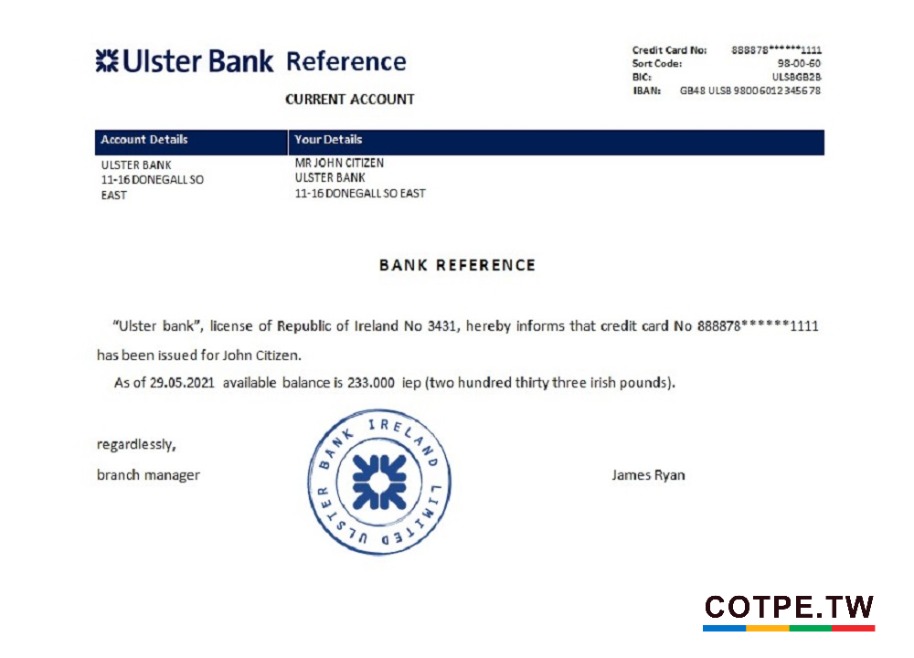 Ulster Bank Reference
CURRENT ACCOUNT
Credit Card No: 888878******1111
Sort Code: 98-00-60
BIC: ULSBGB2B
IBAN: GB48 ULSB 98006012345678
Account Details Your Details
ULSTER BANK
11-16 DONEGALL SO
EAST
MR JOHN CITIZEN
ULSTER BANK
11-16 DONEGALL SO EAST
BANK REFERENCE
"Ulster bank", license of Republic of Ireland No 3431, hereby informs that credit card No 888878******1111
has been issued for John Citizen.
As of 29.05.2021 available balance is 233.000 iep (two hundred thirty three irish pounds).
regardlessly,
branch manager
ULSTER BANK IRELAND LIMITED
James Ryan
COTPE.TW